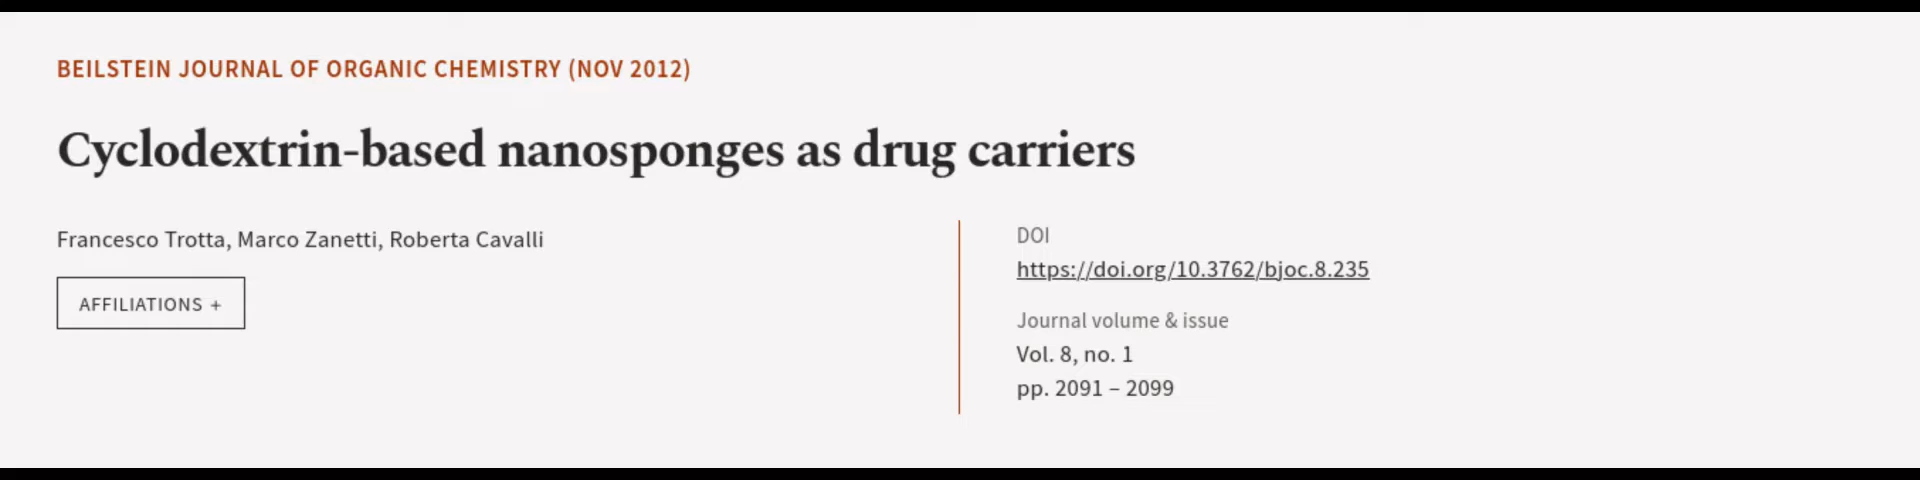 BEILSTEIN JOURNAL OF ORGANIC CHEMISTRY (NOV 2012)
Cyclodextrin-based nanosponges as drug carriers
Francesco Trotta, Marco Zanetti, Roberta Cavalli
AFFILIATIONS +
DOI
https://doi.org/10.3762/bjoc.8.235
Journal volume & issue
Vol. 8, no. 1
pp. 2091 – 2099